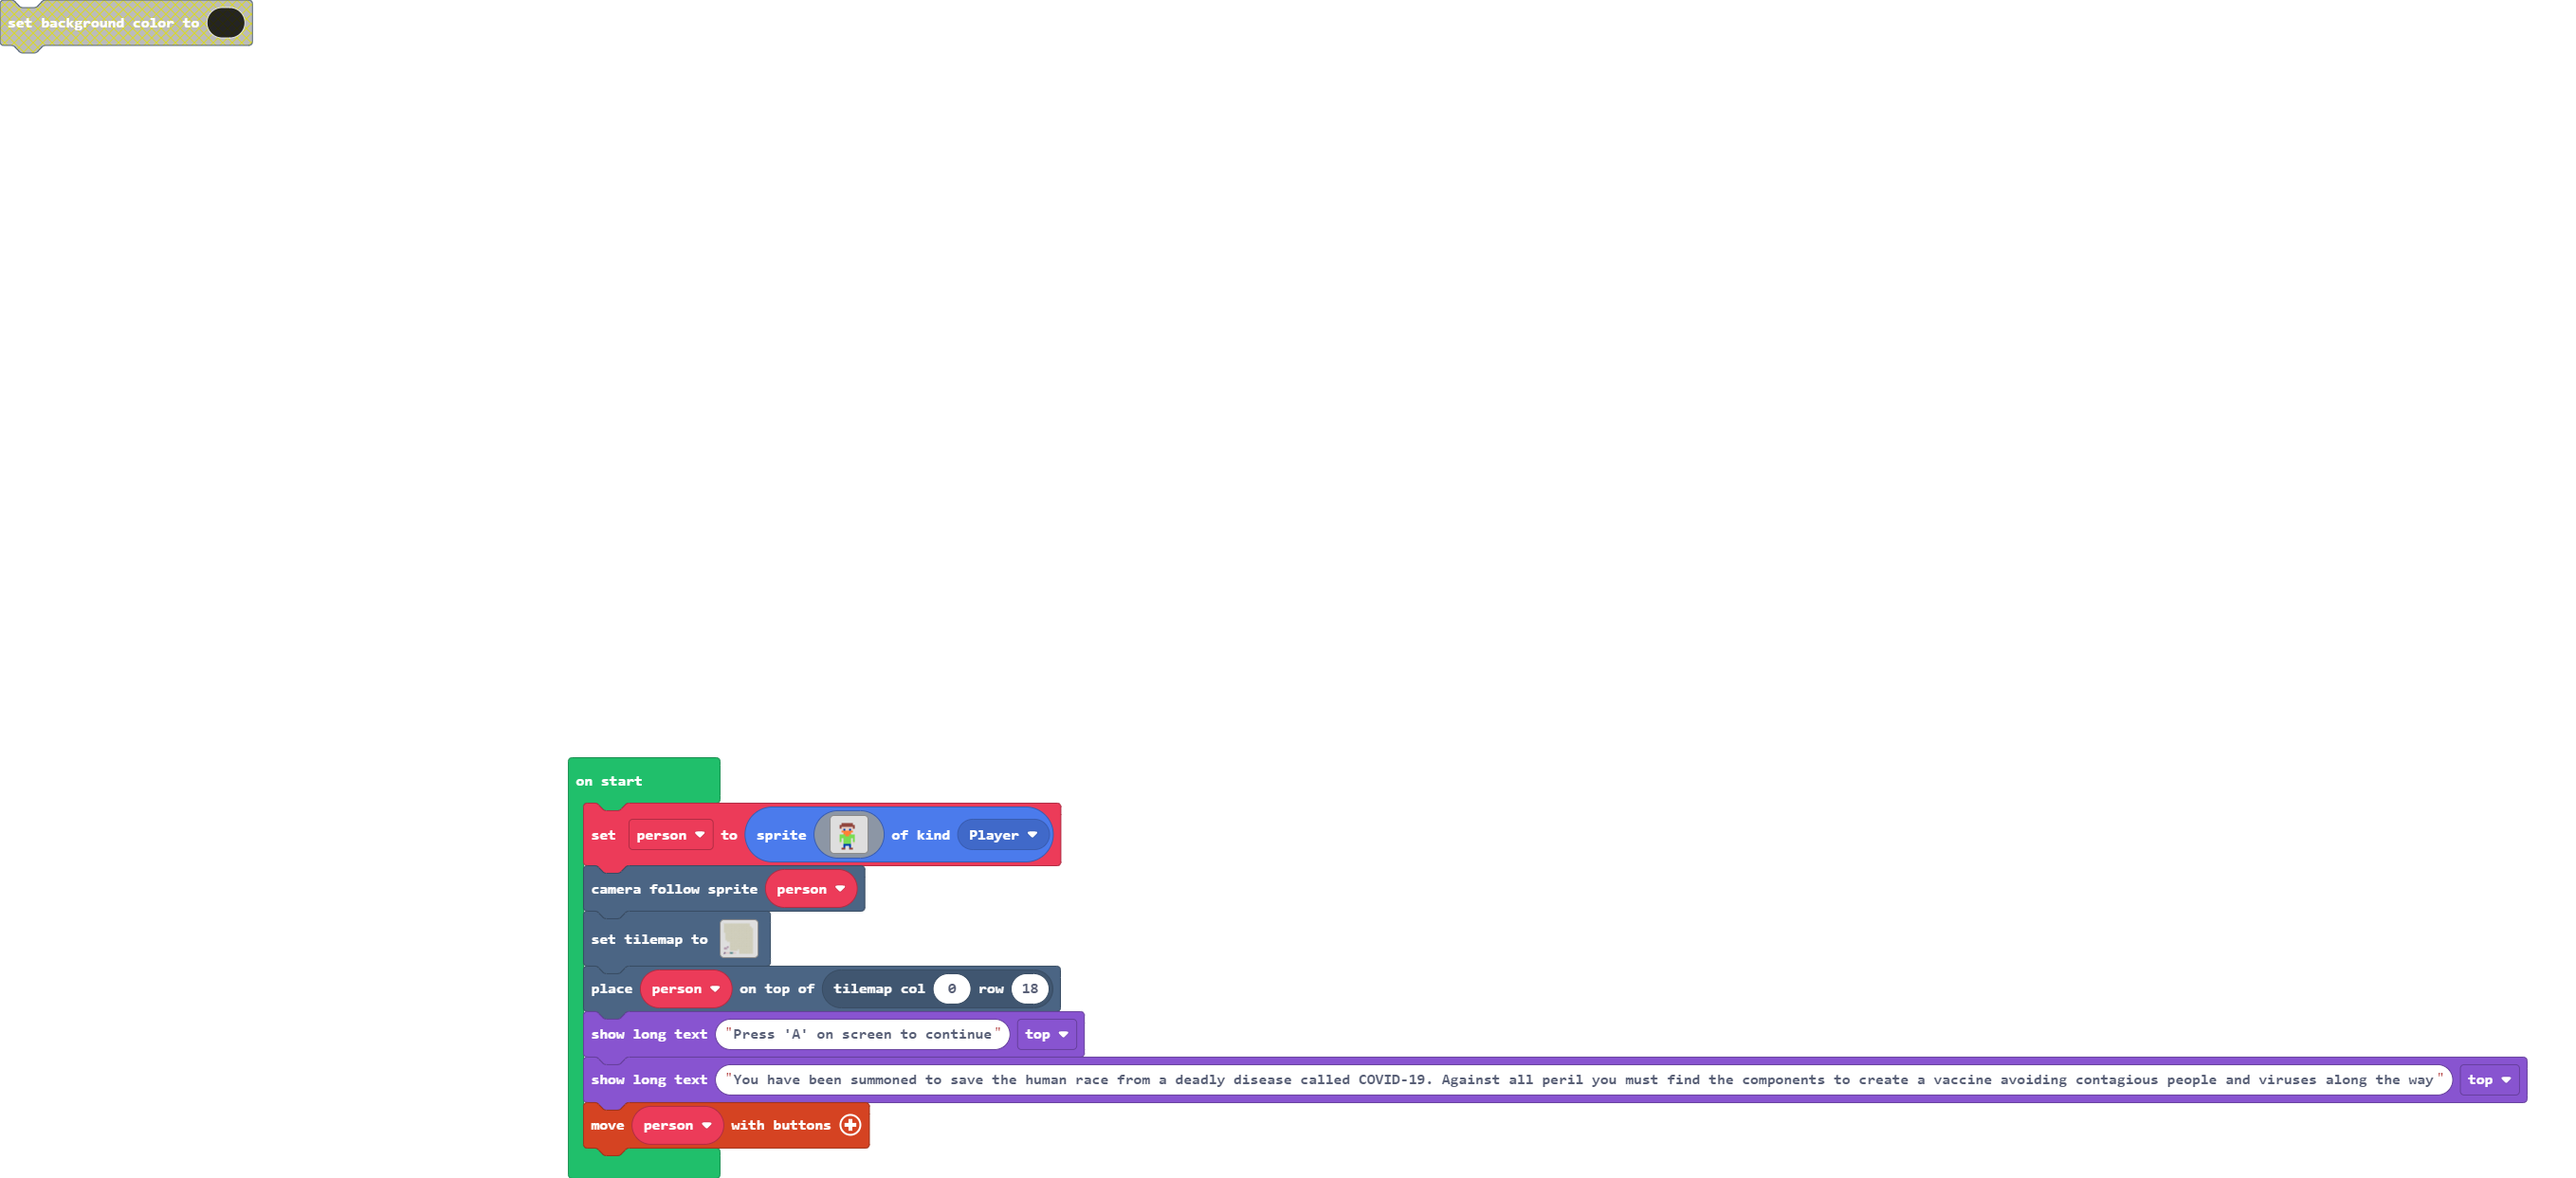 set background color to
on start
set person to sprite of kind Player
camera follow sprite person
set tilemap to
place person on top of tilemap col 0 row 18
show long text "Press 'A' on screen to continue" top
show long text "You have been summoned to save the human race from a deadly disease called COVID-19. Against all peril you must find the components to create a vaccine avoiding contagious people and viruses along the way" top
move person with buttons